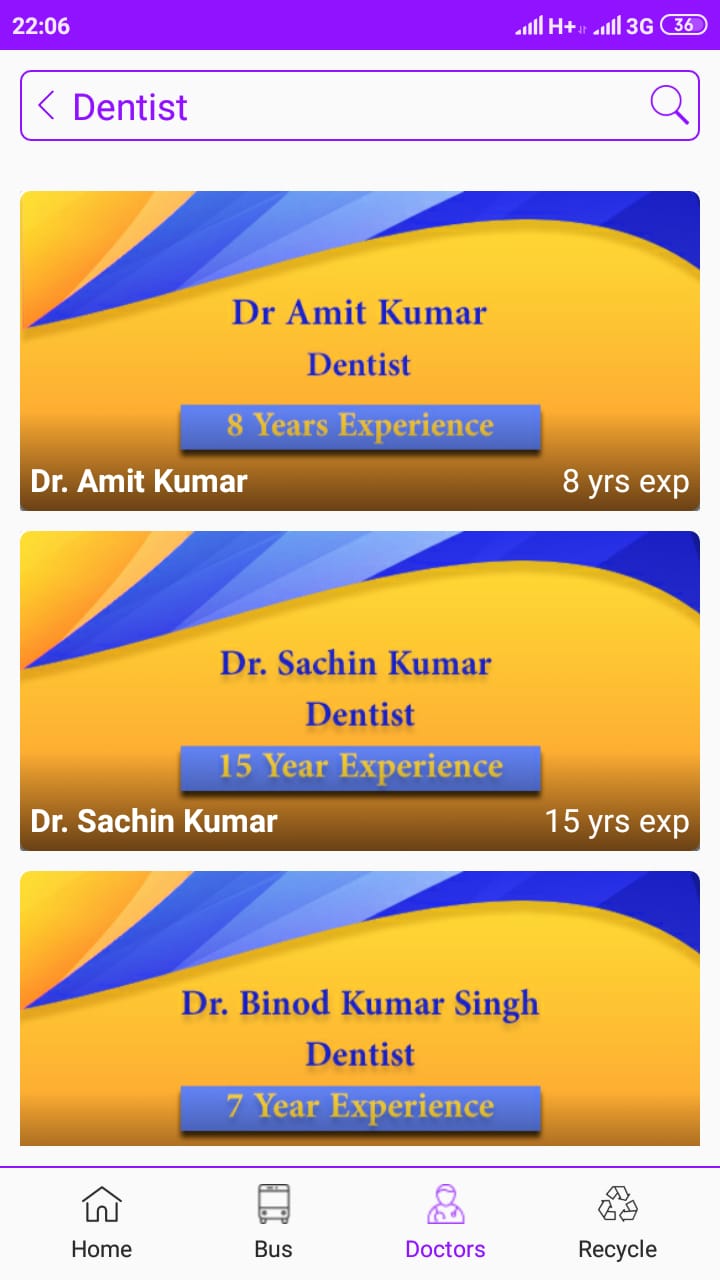 22:06 H+ 3G 36
Dentist
Dr Amit Kumar
Dentist
8 Years Experience
Dr. Amit Kumar 8 yrs exp
Dr. Sachin Kumar
Dentist
15 Year Experience
Dr. Sachin Kumar 15 yrs exp
Dr. Binod Kumar Singh
Dentist
7 Year Experience
Home Bus Doctors Recycle